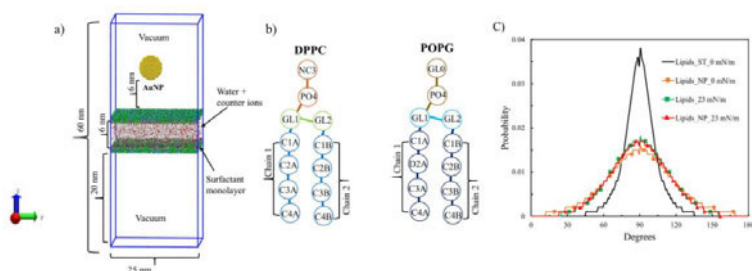 a)
Vacuum
AuNP
6 nm
6 nm
60 nm
20 nm
Water +
counter ions
Surfactant
monolayer
Vacuum
25 nm
b)
DPPC
NC3
PO4
GL1
GL2
C1A
C1B
C2A
C2B
C3A
C3B
C4A
C4B
Chain 1
Chain 2
POPG
GL0
PO4
GL1
GL2
C1A
C1B
D2A
C2B
C3A
C3B
C4A
C4B
Chain 1
Chain 2
C)
Probability
0.04
0.03
0.02
0.01
0
0
30
60
90
120
150
180
Degrees
Lipids_ST_0 mN/m
Lipids_NP_0 mN/m
Lipids_23 mN/m
Lipids_NP_23 mN/m